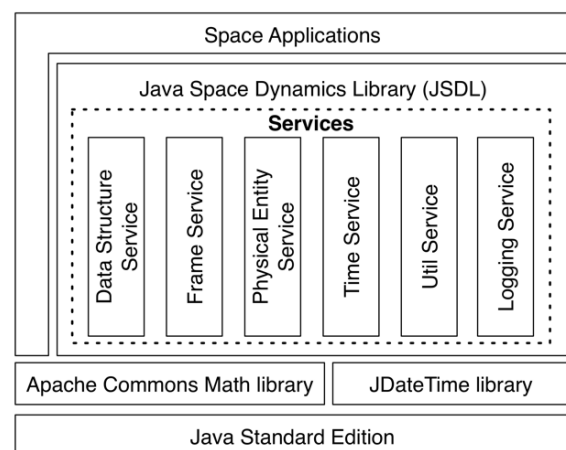 Space Applications
Java Space Dynamics Library (JSDL)
Services
Data Structure
Service
Frame Service
Physical Entity
Service
Time Service
Util Service
Logging Service
Apache Commons Math library
JDateTime library
Java Standard Edition